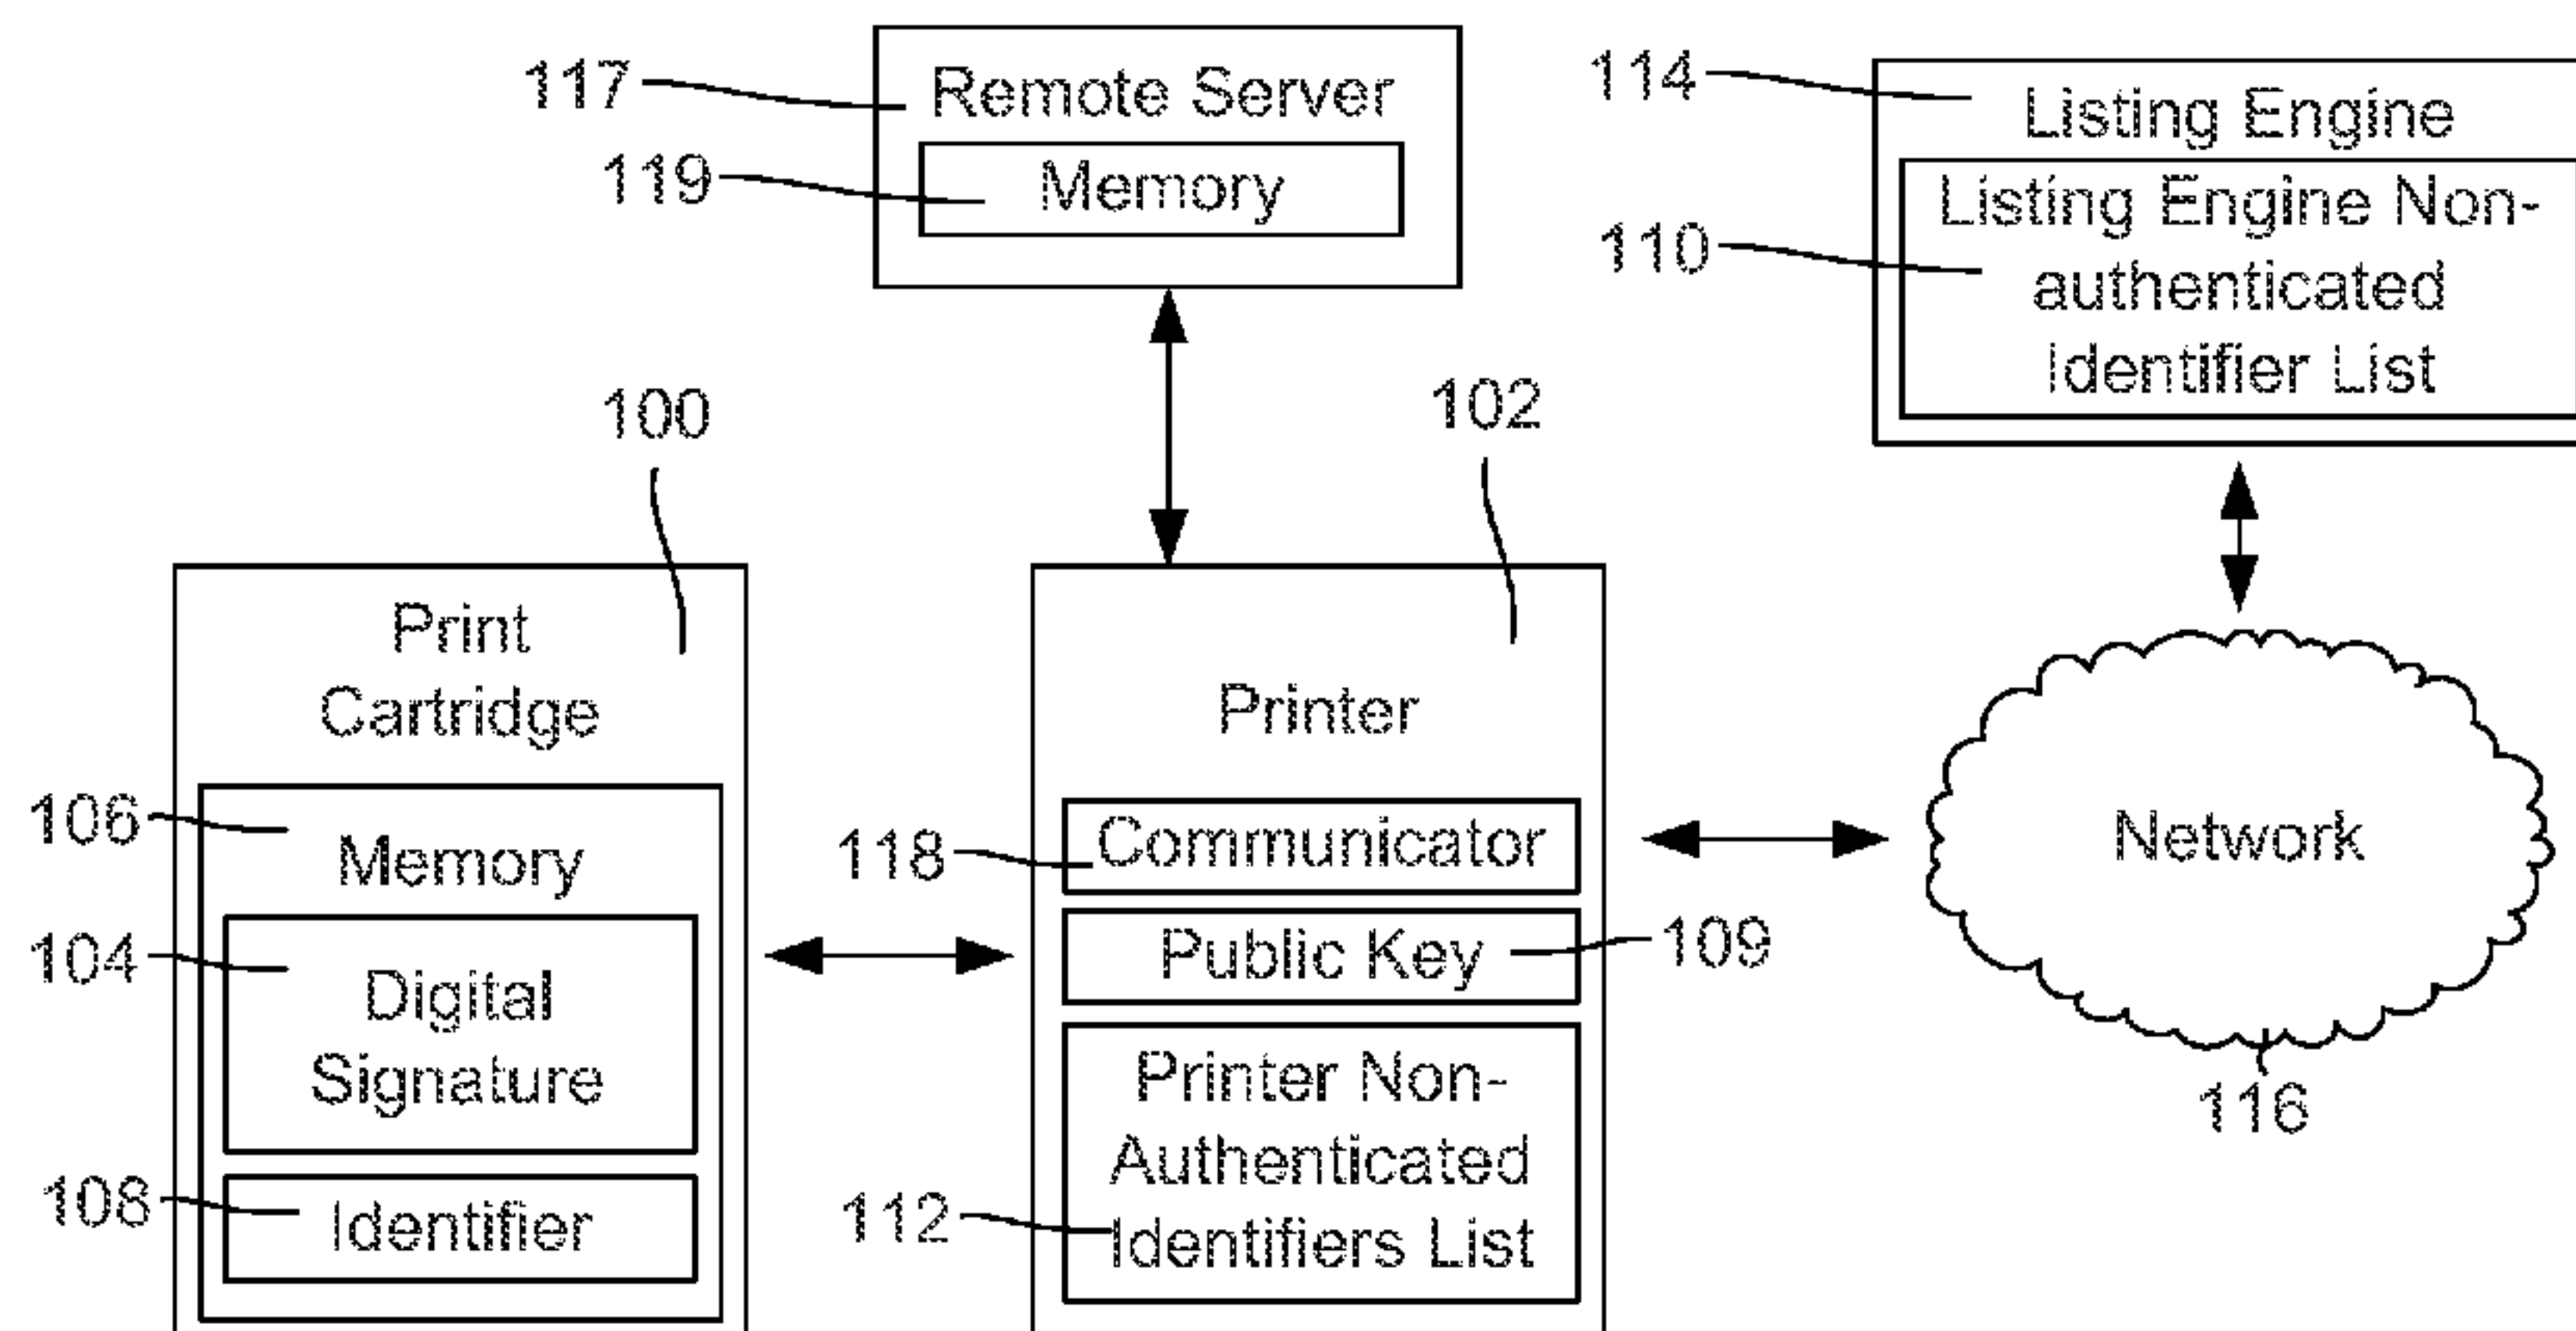 117
Remote Server
119
Memory
114
Listing Engine
110
Listing Engine Non-
authenticated
Identifier List
100
102
Print
Cartridge
106
Memory
104
Digital
Signature
108
Identifier
Printer
118
Communicator
Public Key
109
Printer Non-
Authenticated
112
Identifiers List
Network
116